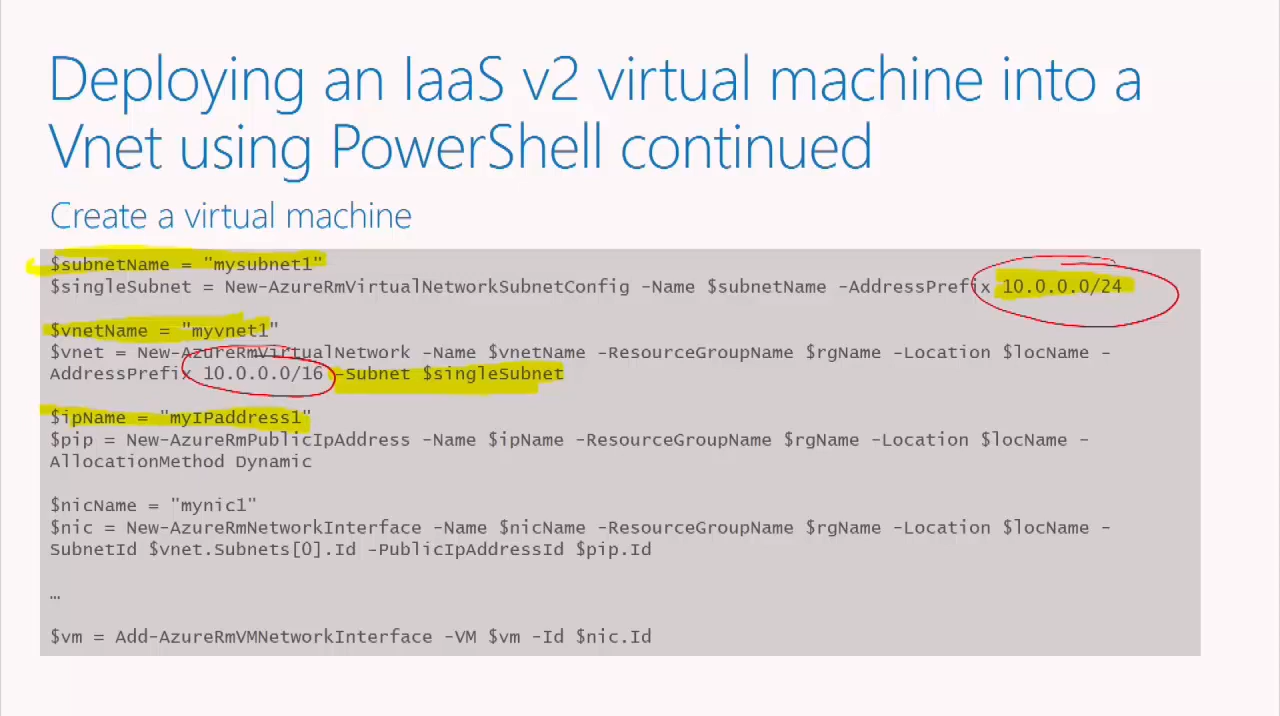 Deploying an IaaS v2 virtual machine into a
Vnet using PowerShell continued
Create a virtual machine
$subnetName = "mysubnet1"
$singleSubnet = New-AzureRmVirtualNetworkSubnetConfig -Name $subnetName -AddressPrefix 10.0.0.0/24
$vnetName = "myvnet1"
$vnet = New-AzureRmVirtualNetwork -Name $vnetName -ResourceGroupName $rgName -Location $locName -
AddressPrefix 10.0.0.0/16 -Subnet $singleSubnet
$ipName = "myIPaddress1"
$pip = New-AzureRmPublicIpAddress -Name $ipName -ResourceGroupName $rgName -Location $locName -
AllocationMethod Dynamic
$nicName = "mynic1"
$nic = New-AzureRmNetworkInterface -Name $nicName -ResourceGroupName $rgName -Location $locName -
SubnetId $vnet.Subnets[0].Id -PublicIpAddressId $pip.Id
…
$vm = Add-AzureRmVMNetworkInterface -VM $vm -Id $nic.Id